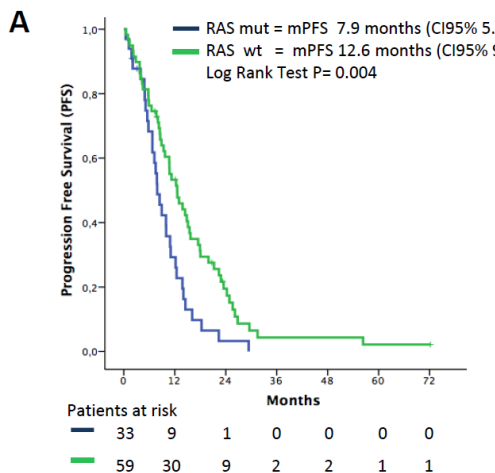 A
RAS mut = mPFS 7.9 months (CI95% 5.
RAS wt = mPFS 12.6 months (CI95% 9
Log Rank Test P= 0.004
Progression Free Survival (PFS)
1,0
0,8
0,6
0,4
0,2
0,0
0 12 24 36 48 60 72
Months
Patients at risk
33 9 1 0 0 0 0
59 30 9 2 2 1 1